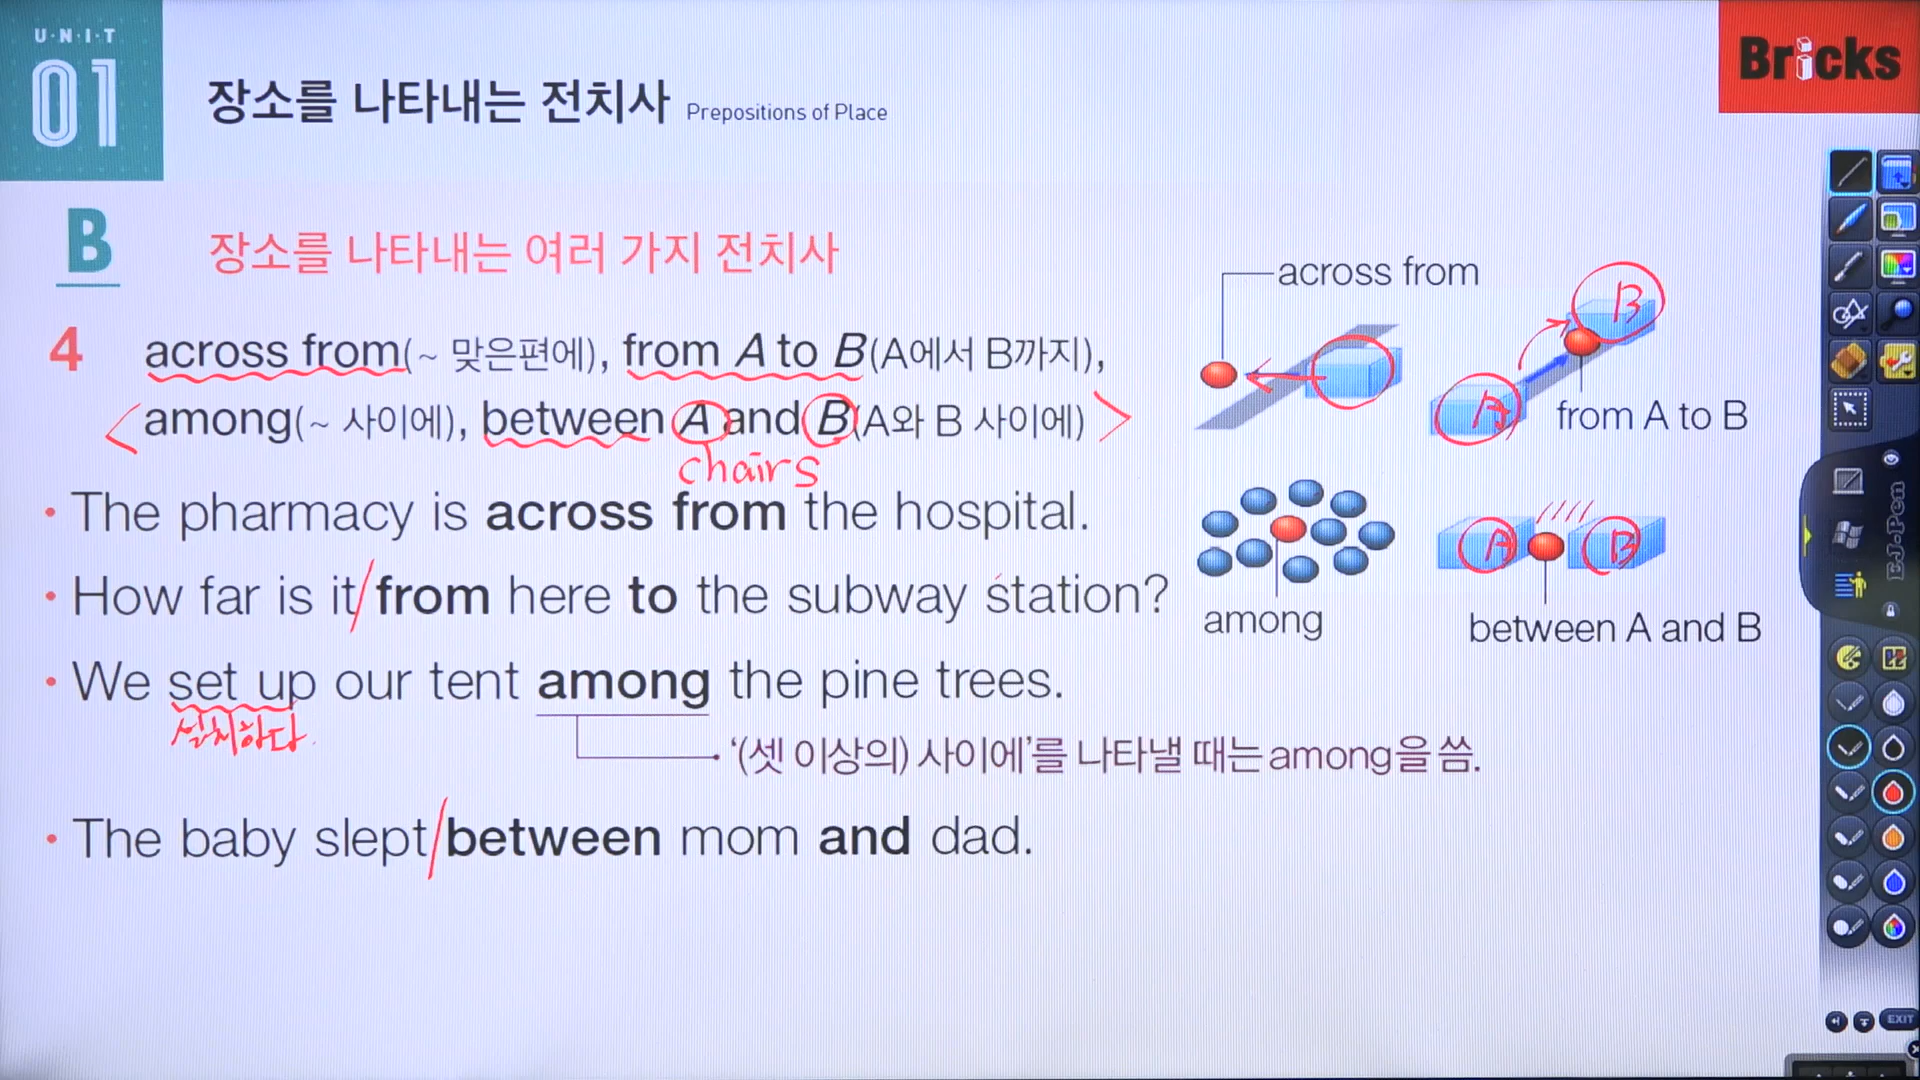 U·N·I·T
01
장소를 나타내는 전치사 Prepositions of Place
Bricks
B 장소를 나타내는 여러 가지 전치사
4 across from(~ 맞은편에), from A to B(A에서 B까지),
among(~ 사이에), between A and B(A와 B 사이에)
chairs
• The pharmacy is across from the hospital.
• How far is it/from here to the subway station?
• We set up our tent among the pine trees.
설치하다.
'(셋 이상의) 사이에'를 나타낼 때는 among을 씀.
• The baby slept/between mom and dad.
across from
B
A
from A to B
among
A B
between A and B
E.J-Pen
EXIT